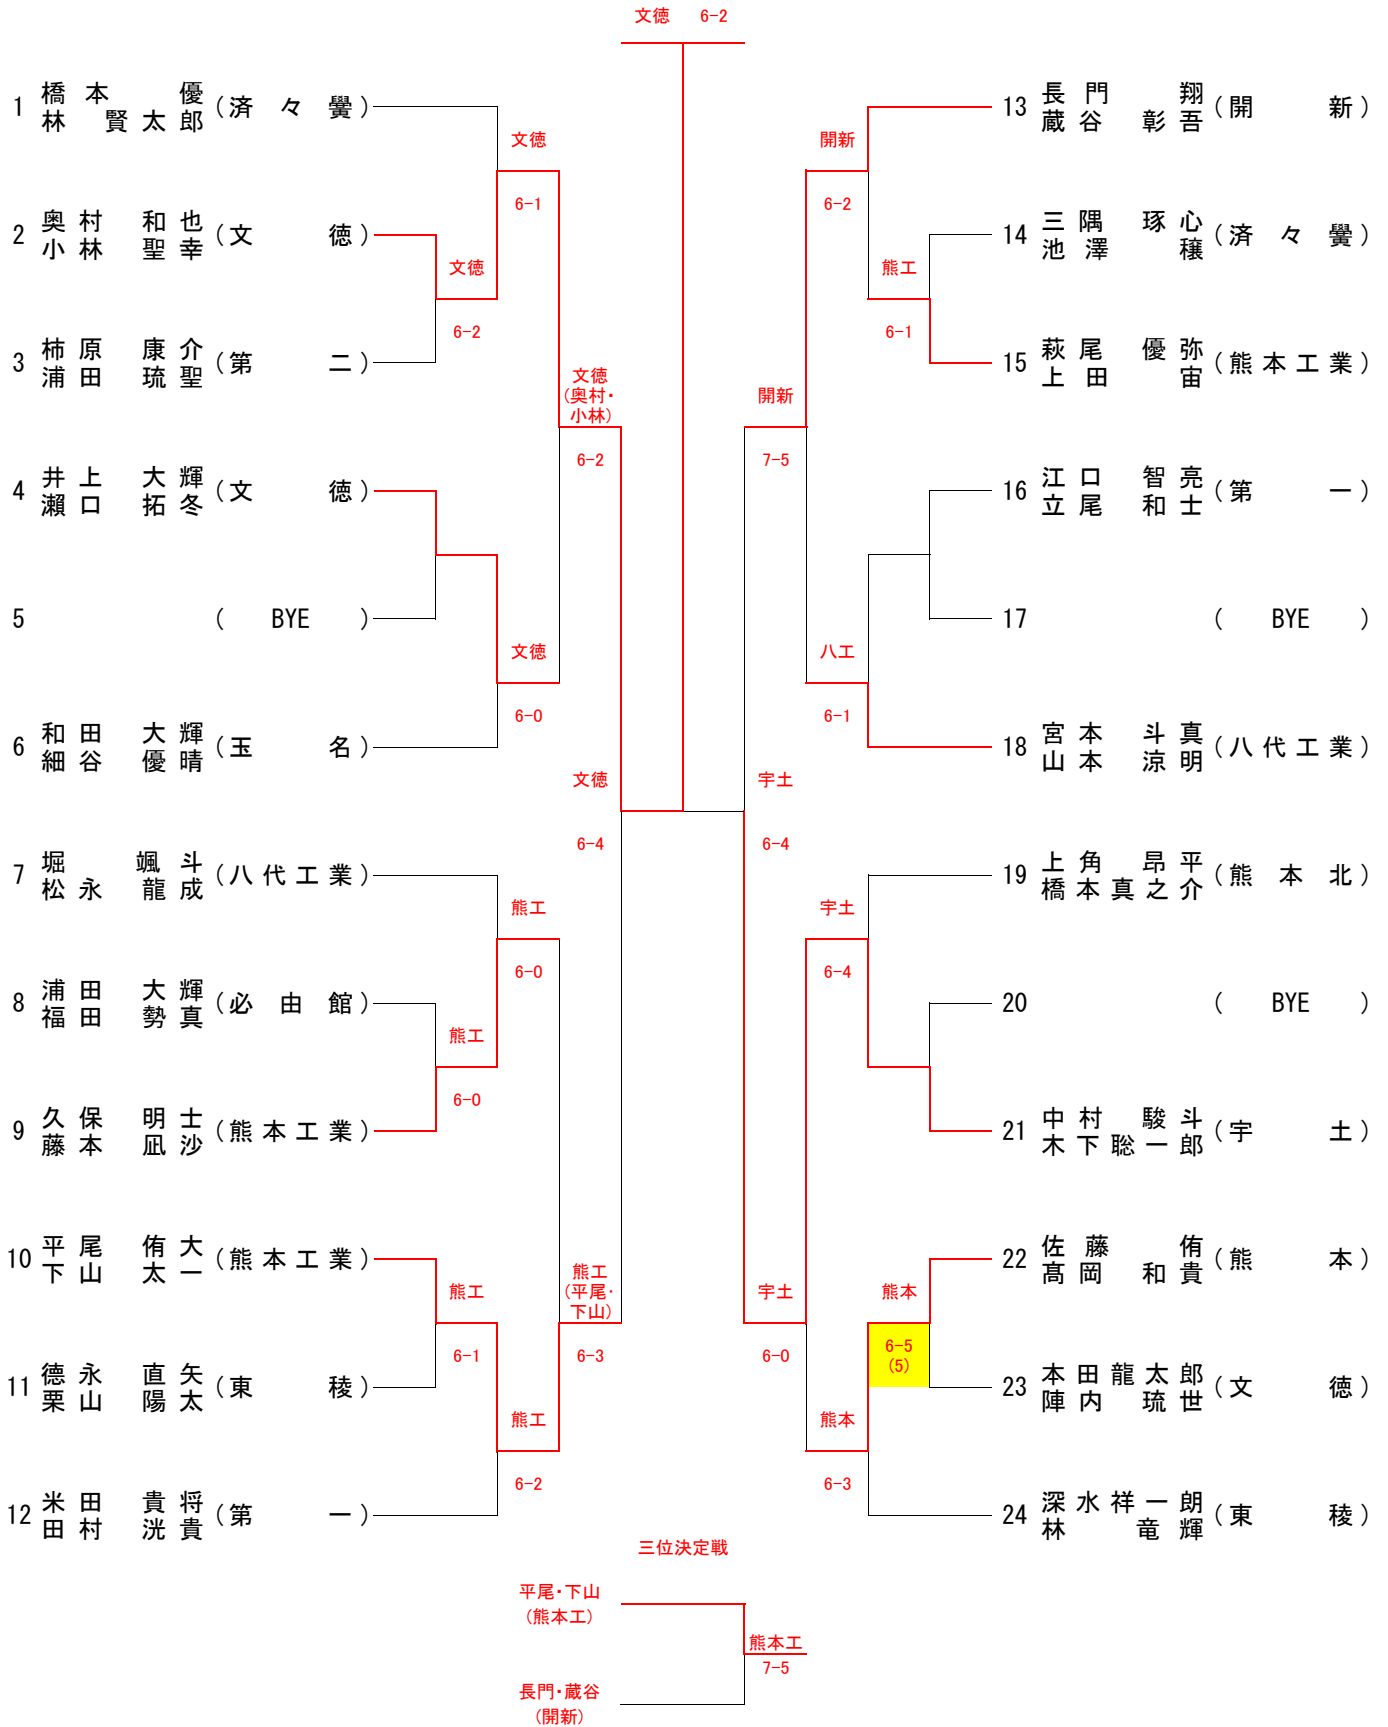 文徳 6-2
1 橋本 優 (済々黌)
林 賢太郎
文徳
6-1
2 奥村 和也 (文徳)
小林 聖幸
文徳
6-2
3 柿原 康介 (第二)
浦田 琉聖
文徳
(奥村・
小林)
6-2
4 井上 大輝 (文徳)
瀬口 拓冬
5 (BYE)
文徳
6-0
6 和田 大輝 (玉名)
細谷 優晴
文徳
6-4
7 堀 颯斗 (八代工業)
松永 龍成
熊工
6-0
8 浦田 大輝 (必由館)
福田 勢真
熊工
6-0
9 久保 明士 (熊本工業)
藤本 凪沙
10 平尾 侑大 (熊本工業)
下山 太一
熊工
6-1
熊工
(平尾・
下山)
6-3
11 德永 直矢 (東稜)
栗山 陽太
熊工
6-2
12 米田 貴将 (第一)
田村 洸貴
13 長門 翔 (開新)
蔵谷 彰吾
開新
6-2
14 三隅 琢心 (済々黌)
池澤 穣
熊工
6-1
15 萩尾 優弥 (熊本工業)
上田 宙
開新
7-5
16 江口 智亮 (第一)
立尾 和士
17 (BYE)
八工
6-1
18 宮本 斗真 (八代工業)
山本 涼明
宇土
6-4
19 上角 昂平 (熊本北)
橋本 真之介
宇土
6-4
20 (BYE)
21 中村 駿斗 (宇土)
木下 聡一郎
22 佐藤 侑 (熊本)
髙岡 和貴
宇土
6-0
熊本
6-5
(5)
23 本田 龍太郎 (文徳)
陣内 琉世
熊本
6-3
24 深水 祥一朗 (東稜)
林 竜輝
三位決定戦
平尾・下山
(熊本工)
熊本工
7-5
長門・蔵谷
(開新)